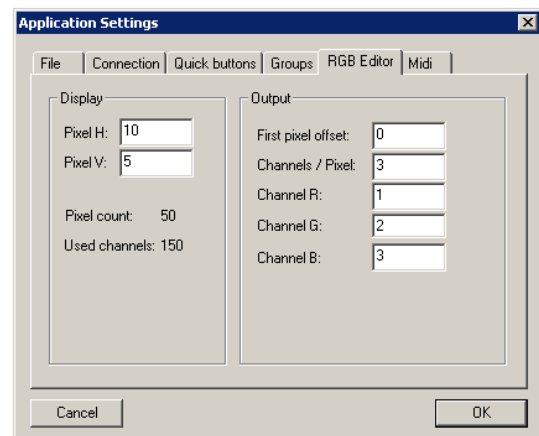 Application Settings
File Connection Quick buttons Groups RGB Editor Midi
Display
Pixel H: 10
Pixel V: 5
Pixel count: 50
Used channels: 150
Output
First pixel offset: 0
Channels / Pixel: 3
Channel R: 1
Channel G: 2
Channel B: 3
Cancel OK